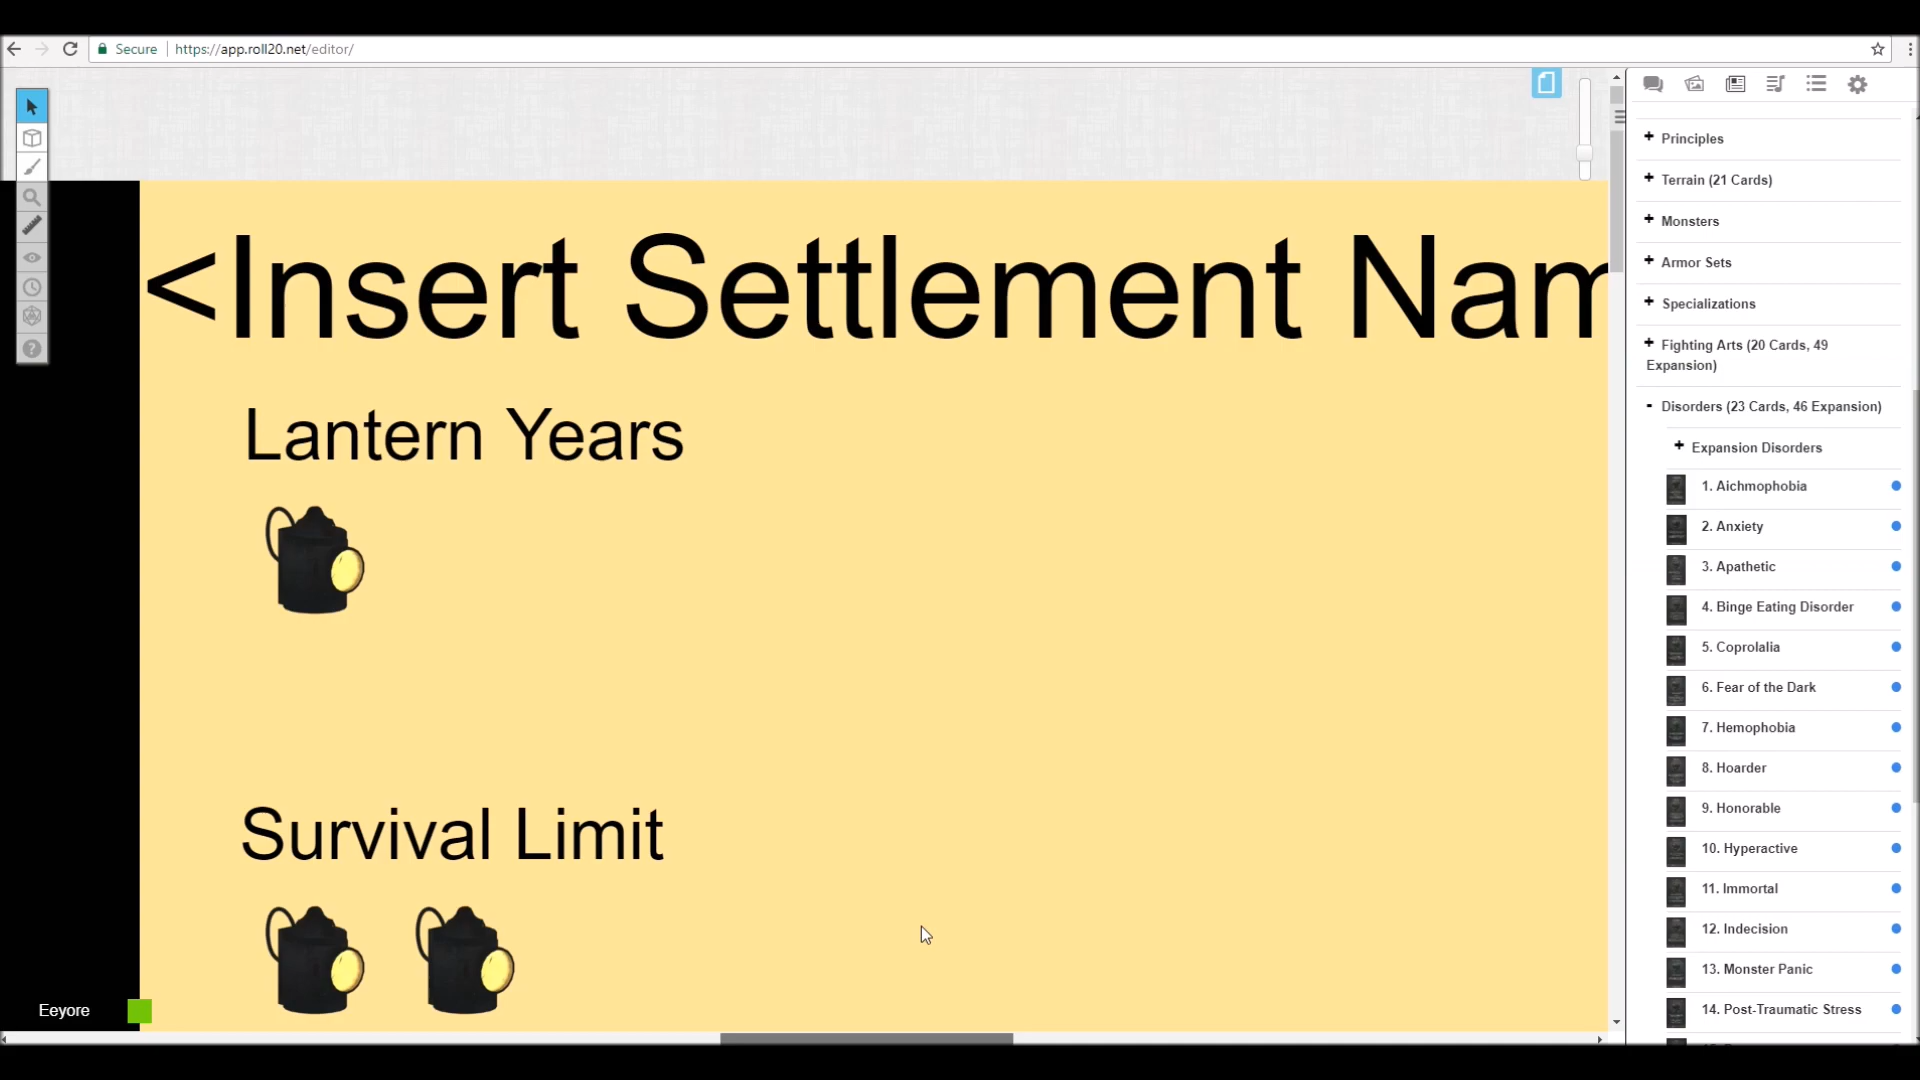 Secure https://app.roll20.net/editor/
<Insert Settlement Nam
Lantern Years
Survival Limit
Eeyore
Principles
Terrain (21 Cards)
Monsters
Armor Sets
Specializations
Fighting Arts (20 Cards, 49
Expansion)
Disorders (23 Cards, 46 Expansion)
Expansion Disorders
1. Aichmophobia
2. Anxiety
3. Apathetic
4. Binge Eating Disorder
5. Coprolalia
6. Fear of the Dark
7. Hemophobia
8. Hoarder
9. Honorable
10. Hyperactive
11. Immortal
12. Indecision
13. Monster Panic
14. Post-Traumatic Stress